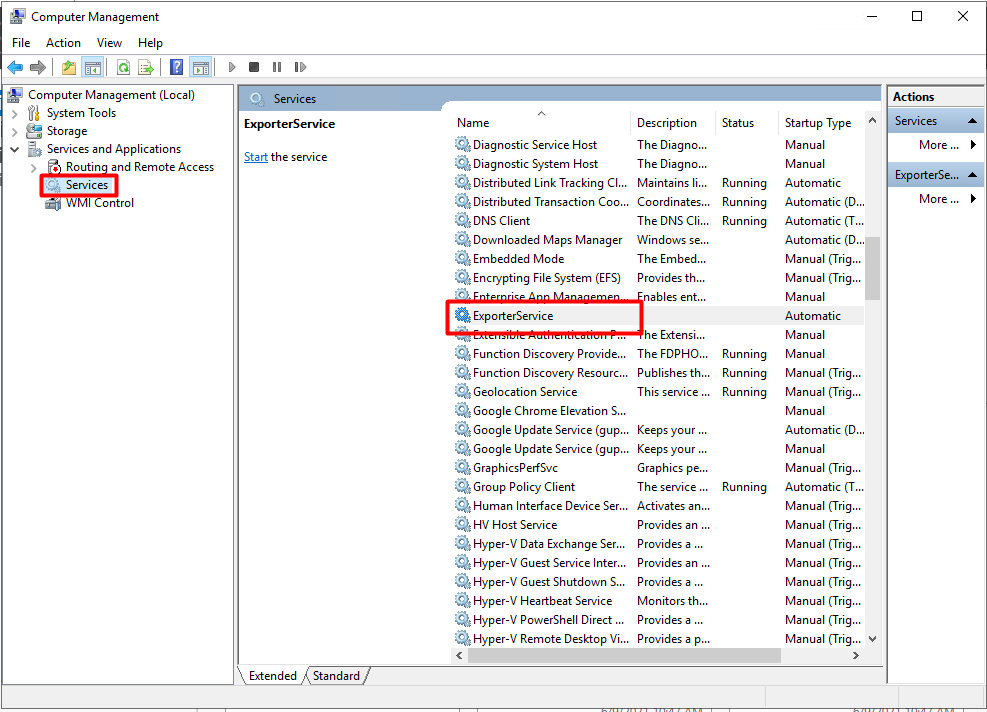 Computer Management
File Action View Help
Computer Management (Local)
System Tools
Storage
Services and Applications
Routing and Remote Access
Services
WMI Control
Services
ExporterService
Start the service
Name Description Status Startup Type
Diagnostic Service Host The Diagno... Manual
Diagnostic System Host The Diagno... Manual
Distributed Link Tracking Cl... Maintains li... Running Automatic
Distributed Transaction Coo... Coordinates... Running Automatic (D...
DNS Client The DNS Cli... Running Automatic (T...
Downloaded Maps Manager Windows se... Automatic (D...
Embedded Mode The Embed... Manual (Trig...
Encrypting File System (EFS) Provides th... Manual (Trig...
Enterprise App Managemen... Enables ent... Manual
ExporterService Automatic
Extensible Authentication P... The Extensi... Manual
Function Discovery Provide... The FDPHO... Running Manual
Function Discovery Resourc... Publishes th... Running Manual (Trig...
Geolocation Service This service ... Running Manual (Trig...
Google Chrome Elevation S... Manual
Google Update Service (gup... Keeps your ... Automatic (D...
Google Update Service (gup... Keeps your ... Manual
GraphicsPerfSvc Graphics pe... Manual (Trig...
Group Policy Client The service ... Running Automatic (T...
Human Interface Device Ser... Activates an... Manual (Trig...
HV Host Service Provides an ... Manual (Trig...
Hyper-V Data Exchange Ser... Provides a ... Manual (Trig...
Hyper-V Guest Service Inter... Provides an ... Manual (Trig...
Hyper-V Guest Shutdown S... Provides a ... Manual (Trig...
Hyper-V Heartbeat Service Monitors th... Manual (Trig...
Hyper-V PowerShell Direct ... Provides a ... Manual (Trig...
Hyper-V Remote Desktop Vi... Provides a p... Manual (Trig...
Extended Standard
Actions
Services
More ...
ExporterSe...
More ...